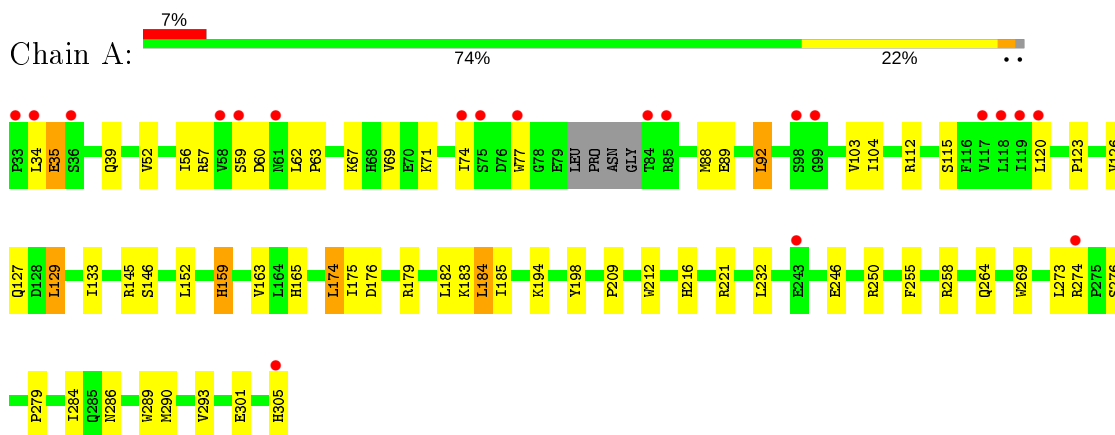 7%
Chain A:
74% 22% • •
P33 L34 E35 S36 Q39 V52 I56 R57 V58 S59 D60 N61 L62 P63 K67 H68 V69 E70 K71 I74 S75 D76 W77 G78 E79 LEU PRO ASN GLY T84 R85 M88 E89 L92 S98 G99 V103 I104 R112 S115 F116 V117 L118 I119 L120 P123 V126
Q127 D128 L129 I133 R145 S146 L152 H159 V163 L164 H165 L174 I175 D176 R179 L182 K183 L184 I185 K194 Y198 P209 W212 H216 R221 L232 E243 E246 R250 F255 R258 Q264 W269 L273 R274 P275 S276
P279 I284 Q285 N286 W289 M290 V293 E301 H305